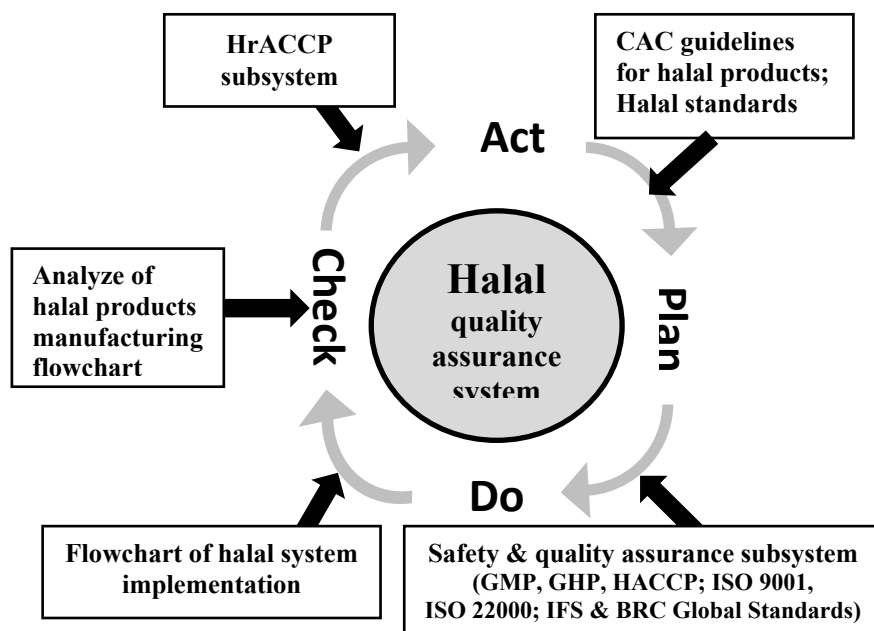 HrACCP
subsystem
CAC guidelines
for halal products;
Halal standards
Act
Check
Plan
Do
Halal
quality
assurance
system
Analyze of
halal products
manufacturing
flowchart
Flowchart of halal system
implementation
Safety & quality assurance subsystem
(GMP, GHP, HACCP; ISO 9001,
ISO 22000; IFS & BRC Global Standards)